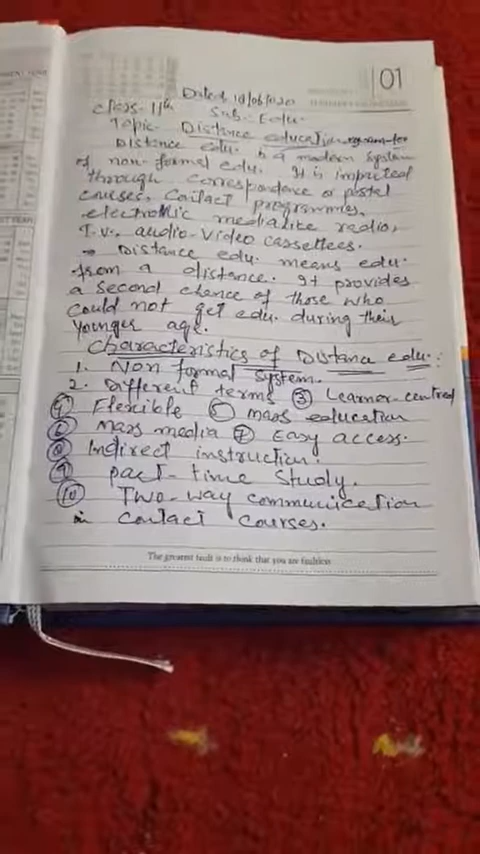 01
Dated 18/06/2020
Class-11th Sub-Edu.
Topic- Distance education
Distance edu. is a modern system
of non-formal edu. It is imparted
through correspondence or postal
courses, Contact programmes,
electronic media like radio,
T.V., audio-video cassettees.
→ Distance edu. means edu.
from a distance. It provides
a second chance of those who
could not get edu. during their
younger age.
Characteristics of Distance edu.:
1. Non formal system.
2. Different terms ③ Learner-centred
④ Flexible ⑤ mass education
⑥ Mass media ⑦ Easy access.
⑧ Indirect instruction.
⑨ part-time study.
⑩ Two-way communication
in contact courses.
The greatest fault is to think that you are faultless